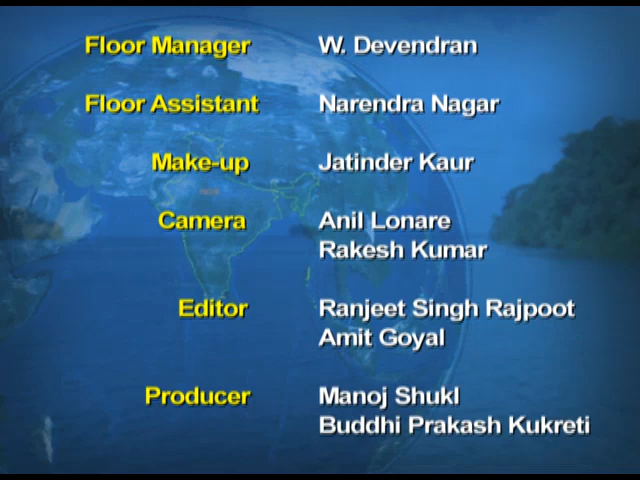 Floor Manager W. Devendran
Floor Assistant Narendra Nagar
Make-up Jatinder Kaur
Camera Anil Lonare
Rakesh Kumar
Editor Ranjeet Singh Rajpoot
Amit Goyal
Producer Manoj Shukl
Buddhi Prakash Kukreti